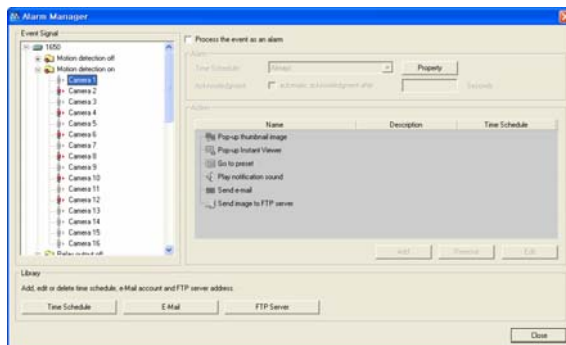 Alarm Manager
Event Signal
1650
Motion detection off
Motion detection on
Camera 1
Camera 2
Camera 3
Camera 4
Camera 5
Camera 6
Camera 7
Camera 8
Camera 9
Camera 10
Camera 11
Camera 12
Camera 13
Camera 14
Camera 15
Camera 16
Relay output off
Process the event as an alarm
Alarm
Time Schedule
Always
Property
Acknowledgment
automatic acknowledgment after
Seconds
Action
Name Description Time Schedule
Pop-up thumbnail image
Pop-up Instant Viewer
Go to preset
Play notification sound
Send e-mail
Send image to FTP server
Add Removal Edit
Library
Add, edit or delete time schedule, e-Mail account and FTP server address
Time Schedule E-Mail FTP Server
Close